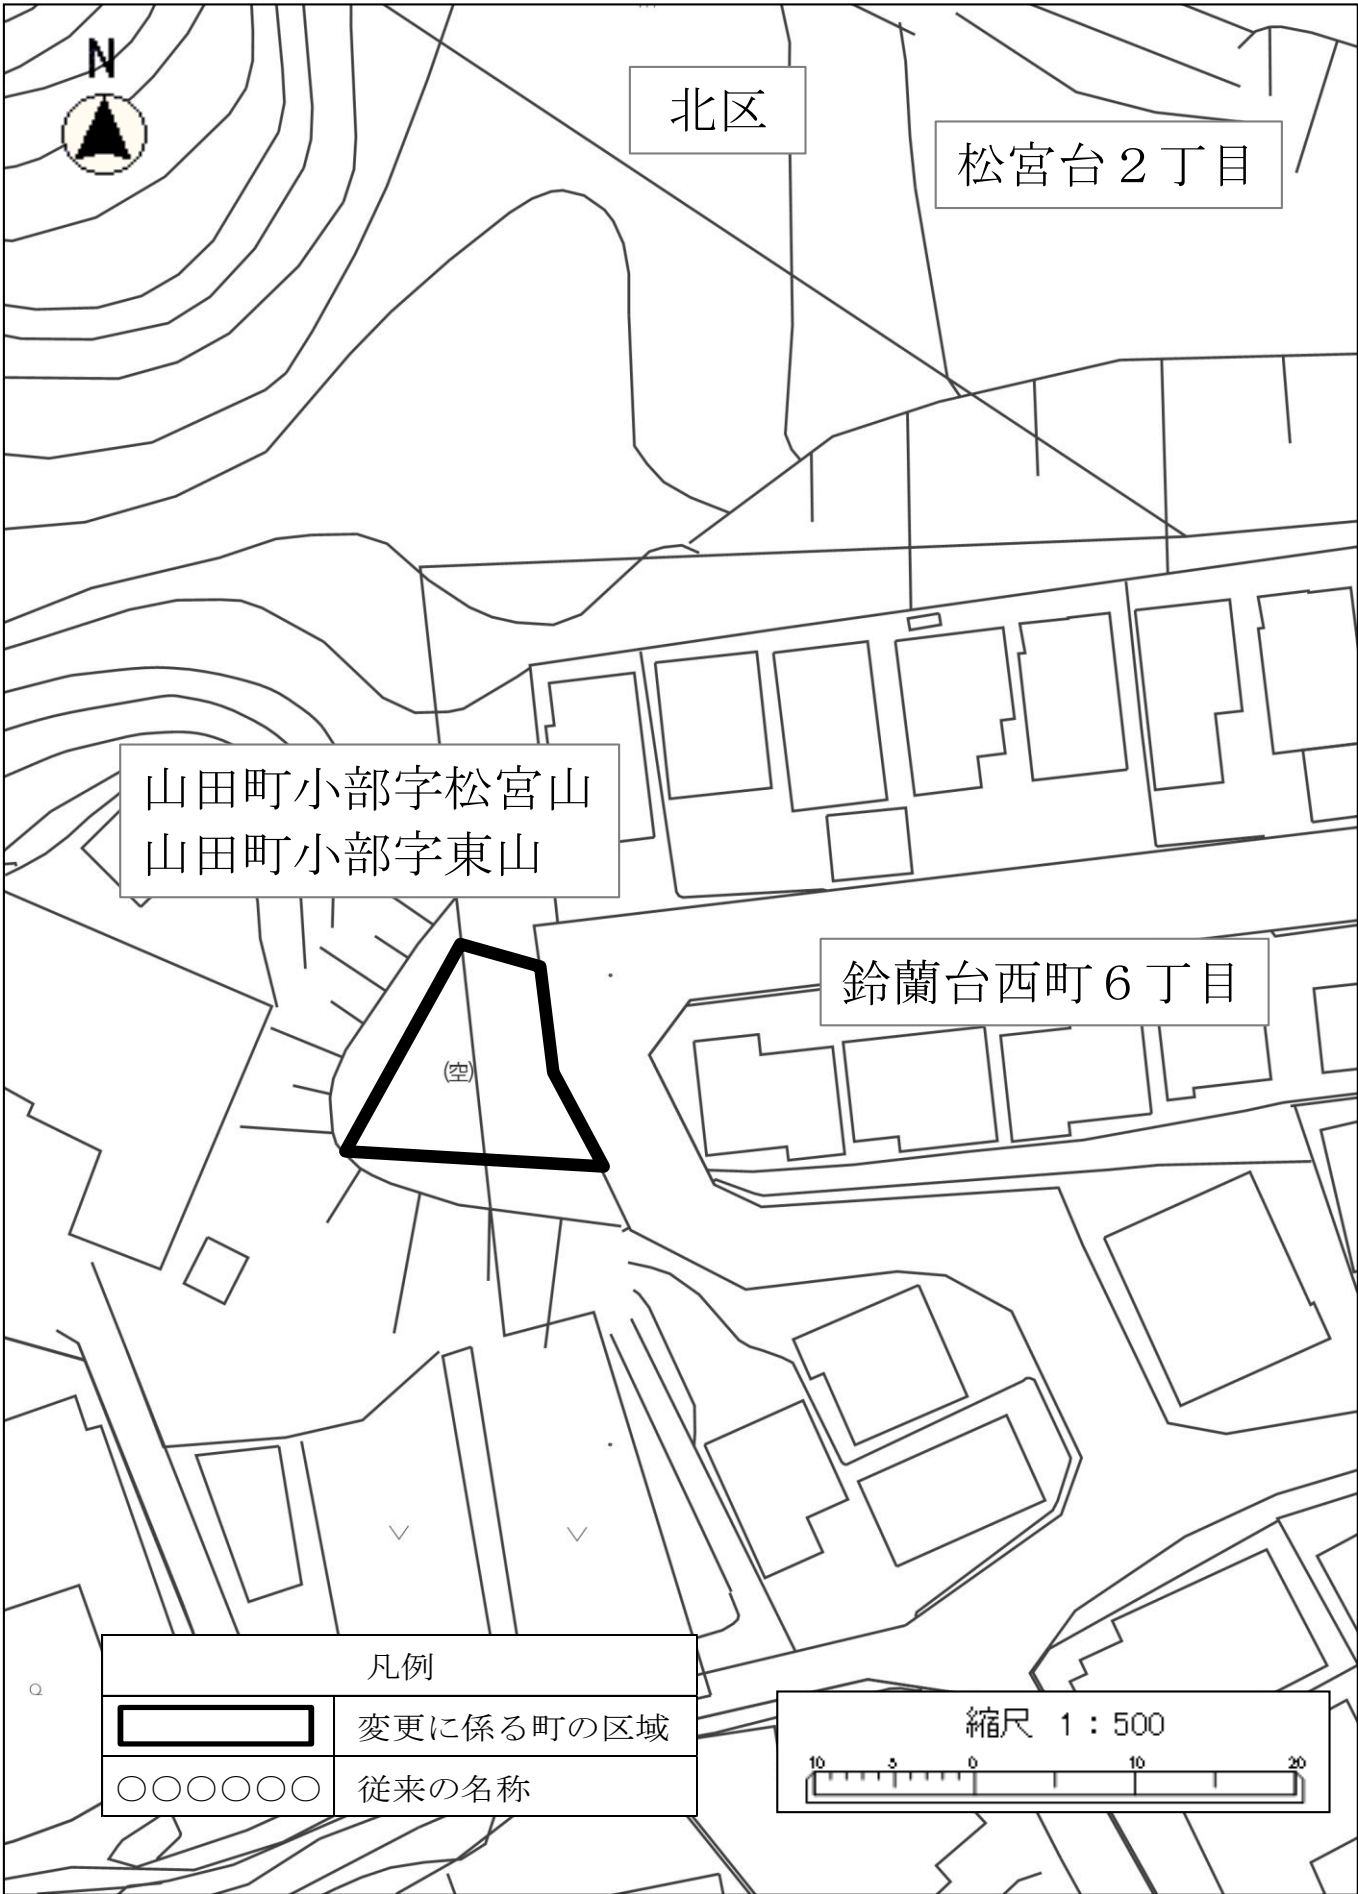 N
北区
松宮台２丁目
山田町小部字松宮山
山田町小部字東山
鈴蘭台西町６丁目
(空)
凡例
変更に係る町の区域
○○○○○○ 従来の名称
縮尺 1：500
10 5 0 10 20